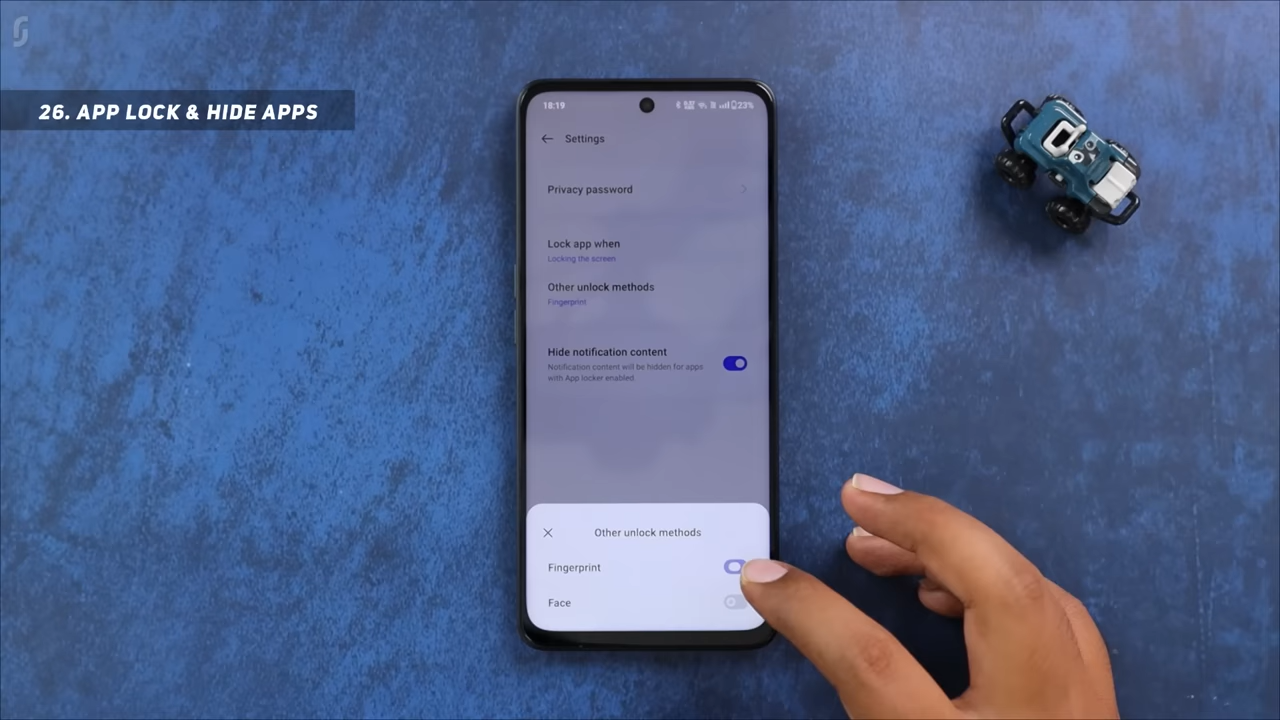 26. APP LOCK & HIDE APPS
18:19
23%
Settings
Privacy password
Lock app when
Locking the screen
Other unlock methods
Fingerprint
Hide notification content
Notification content will be hidden for apps
with App locker enabled.
Other unlock methods
Fingerprint
Face